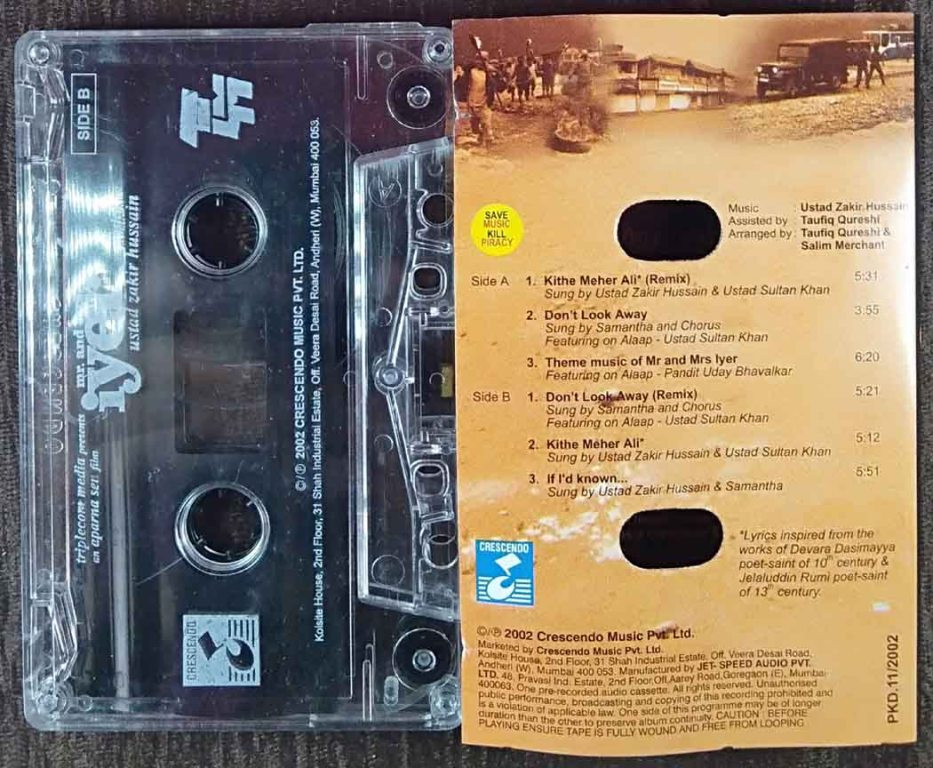 SIDE B
triplecom media presents
an aparna sen film
mr. and
iyer
ustad zakir hussain
CRESCENDO
©/℗ 2002 CRESCENDO MUSIC PVT. LTD.
Kolsite House, 2nd Floor, 31 Shah Industrial Estate, Off. Veera Desai Road, Andheri (W), Mumbai 400 053.
SAVE
MUSIC
KILL
PIRACY
Music : Ustad Zakir Hussain
Assisted by : Taufiq Qureshi
Arranged by : Taufiq Qureshi &
Salim Merchant
Side A 1. Kithe Meher Ali* (Remix) 5:31
Sung by Ustad Zakir Hussain & Ustad Sultan Khan
2. Don't Look Away 3:55
Sung by Samantha and Chorus
Featuring on Alaap - Ustad Sultan Khan
3. Theme music of Mr and Mrs Iyer 6:20
Featuring on Alaap - Pandit Uday Bhavalkar
Side B 1. Don't Look Away (Remix) 5:21
Sung by Samantha and Chorus
Featuring on Alaap - Ustad Sultan Khan
2. Kithe Meher Ali* 5:12
Sung by Ustad Zakir Hussain & Ustad Sultan Khan
3. If I'd known... 5:51
Sung by Ustad Zakir Hussain & Samantha
*Lyrics inspired from the
works of Devara Dasimayya
poet-saint of 10th century &
Jelaluddin Rumi poet-saint
of 13th century.
CRESCENDO
©/℗ 2002 Crescendo Music Pvt. Ltd.
Marketed by Crescendo Music Pvt. Ltd.
Kolsite House, 2nd Floor, 31 Shah Industrial Estate, Off. Veera Desai Road,
Andheri (W), Mumbai 400 053. Manufactured by JET- SPEED AUDIO PVT.
LTD. 48, Pravasi Ind. Estate, 2nd Floor,Off.Aarey Road,Goregaon (E), Mumbai
400063. One pre-recorded audio cassette. All rights reserved. Unauthorised
public performance, broadcasting and copying of this recording prohibited and
is a violation of applicable law. One side of this programme may be of longer
duration than the other to preserve album continuity. CAUTION : BEFORE
PLAYING ENSURE TAPE IS FULLY WOUND AND FREE FROM LOOPING
PKD.11/2002